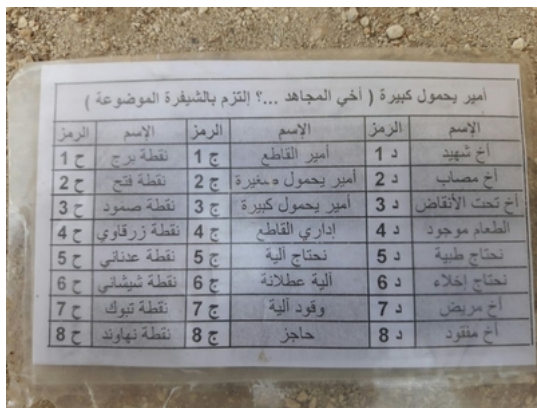 أمير يحمول كبيرة ( أخي المجاهد ...؟ إلتزم بالشيفرة الموضوعة )
الإسم الرمز الإسم الرمز الإسم الرمز
أخ شهيد د 1 أمير القاطع ج 1 نقطة برج ح 1
أخ مصاب د 2 أمير يحمول صغيرة ج 2 نقطة فتح ح 2
أخ تحت الأنقاض د 3 أمير يحمول كبيرة ج 3 نقطة صمود ح 3
الطعام موجود د 4 إداري القاطع ج 4 نقطة زرقاوي ح 4
نحتاج طبية د 5 نحتاج آلية ج 5 نقطة عدناني ح 5
نحتاج إخلاء د 6 آلية عطلانة ج 6 نقطة شيشاني ح 6
أخ مريض د 7 وقود آلية ج 7 نقطة تبوك ح 7
أخ مفقود د 8 حاجز ج 8 نقطة نهاوند ح 8